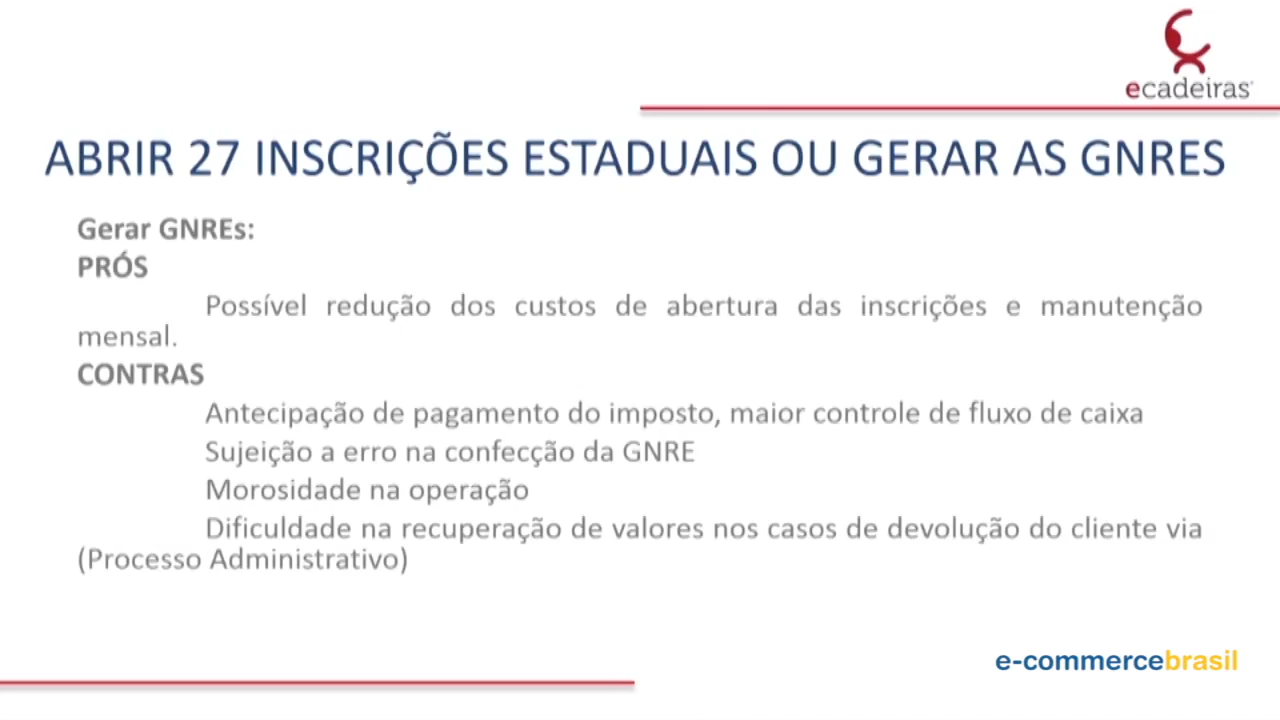 ecadeiras
ABRIR 27 INSCRIÇÕES ESTADUAIS OU GERAR AS GNRES
Gerar GNREs:
PRÓS
Possível redução dos custos de abertura das inscrições e manutenção
mensal.
CONTRAS
Antecipação de pagamento do imposto, maior controle de fluxo de caixa
Sujeição a erro na confecção da GNRE
Morosidade na operação
Dificuldade na recuperação de valores nos casos de devolução do cliente via
(Processo Administrativo)
e-commercebrasil